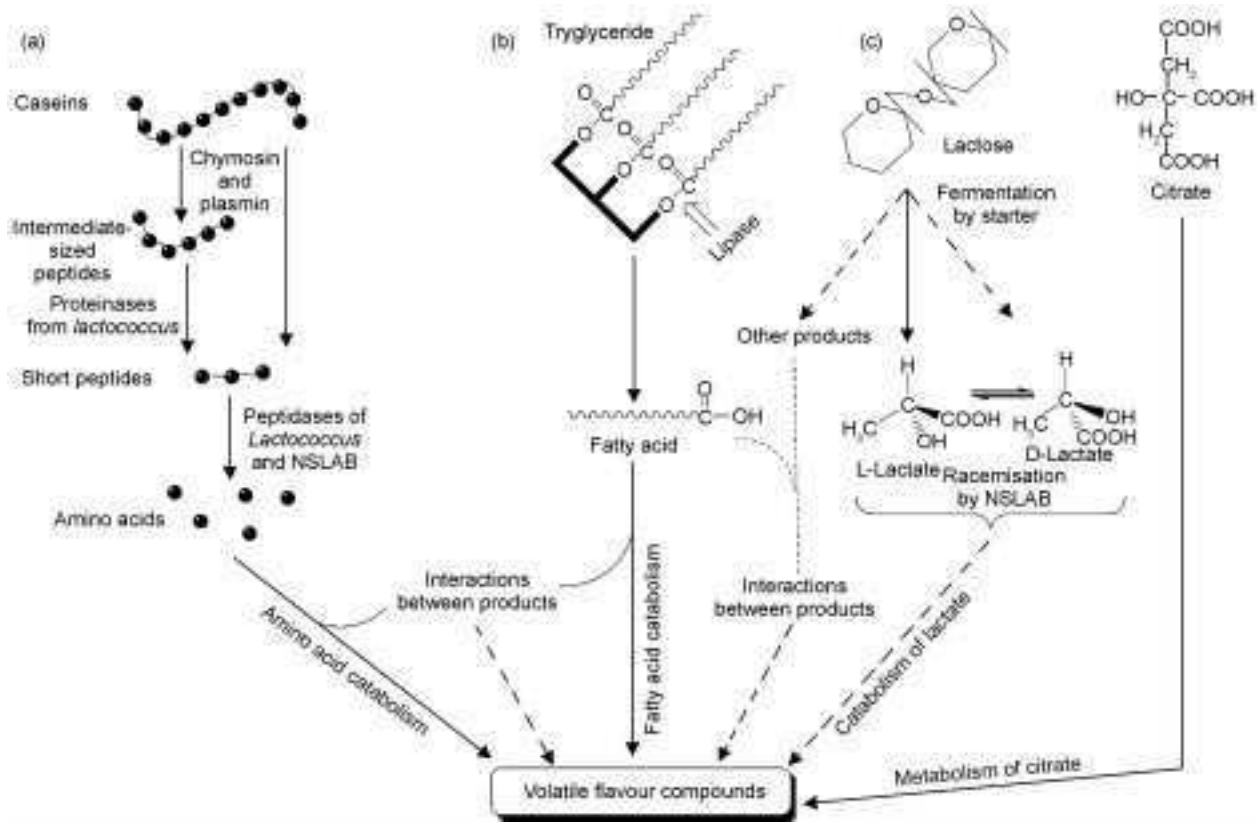 (a)
Caseins
Chymosin
and
plasmin
Intermediate-
sized
peptides
Proteinases
from lactococcus
Short peptides
Peptidases of
Lactococcus
and NSLAB
Amino acids
Amino acid catabolism
Interactions
between products
(b)
Tryglyceride
O
C
O
O
C
O
O
C
O
Lipase
O
C
OH
Fatty acid
Fatty acid catabolism
(c)
O
O
O
Lactose
Fermentation
by starter
Other products
H
C
COOH
H3C
OH
L-Lactate
H
C
OH
H3C
COOH
D-Lactate
Racemisation
by NSLAB
Interactions
between products
Catabolism of lactate
COOH
CH2
HO
C
COOH
H2C
COOH
Citrate
Metabolism of citrate
Volatile flavour compounds